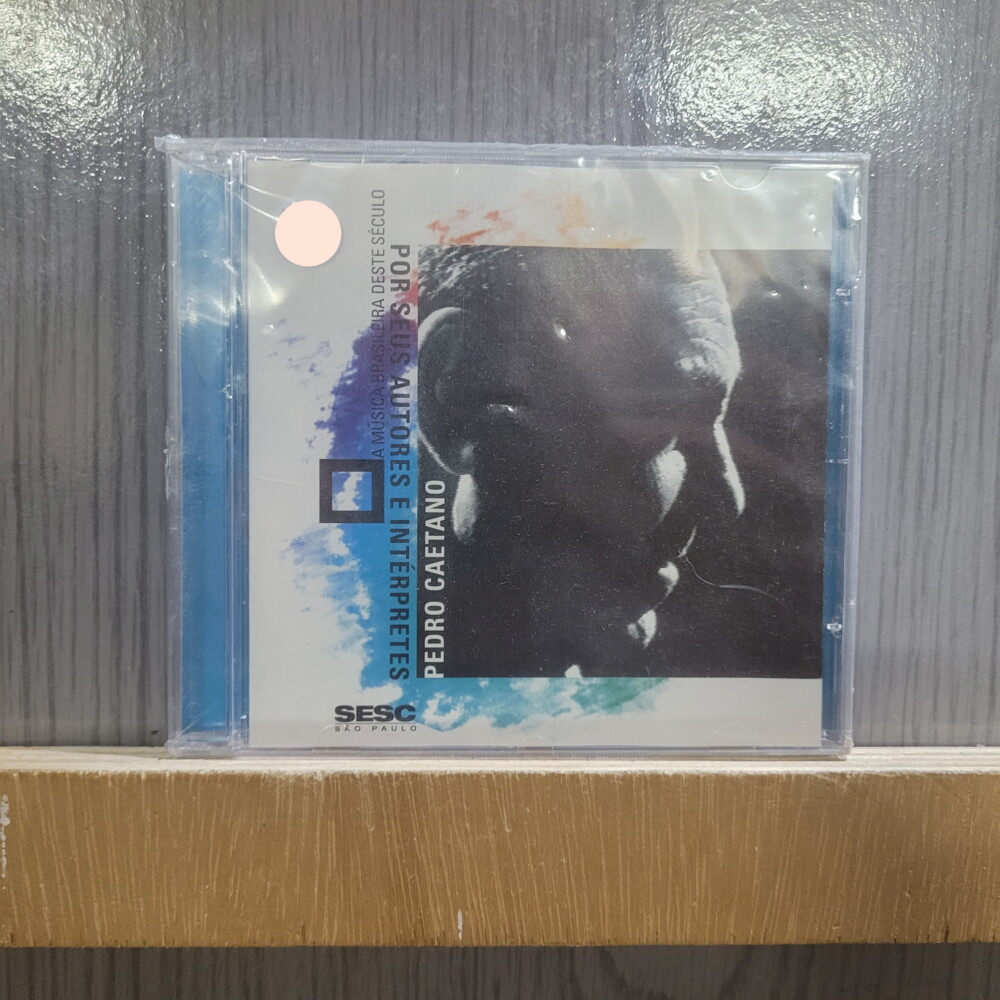 A MÚSICA BRASILEIRA DESTE SÉCULO
POR SEUS AUTORES E INTÉRPRETES
PEDRO CAETANO
SESC
SÃO PAULO